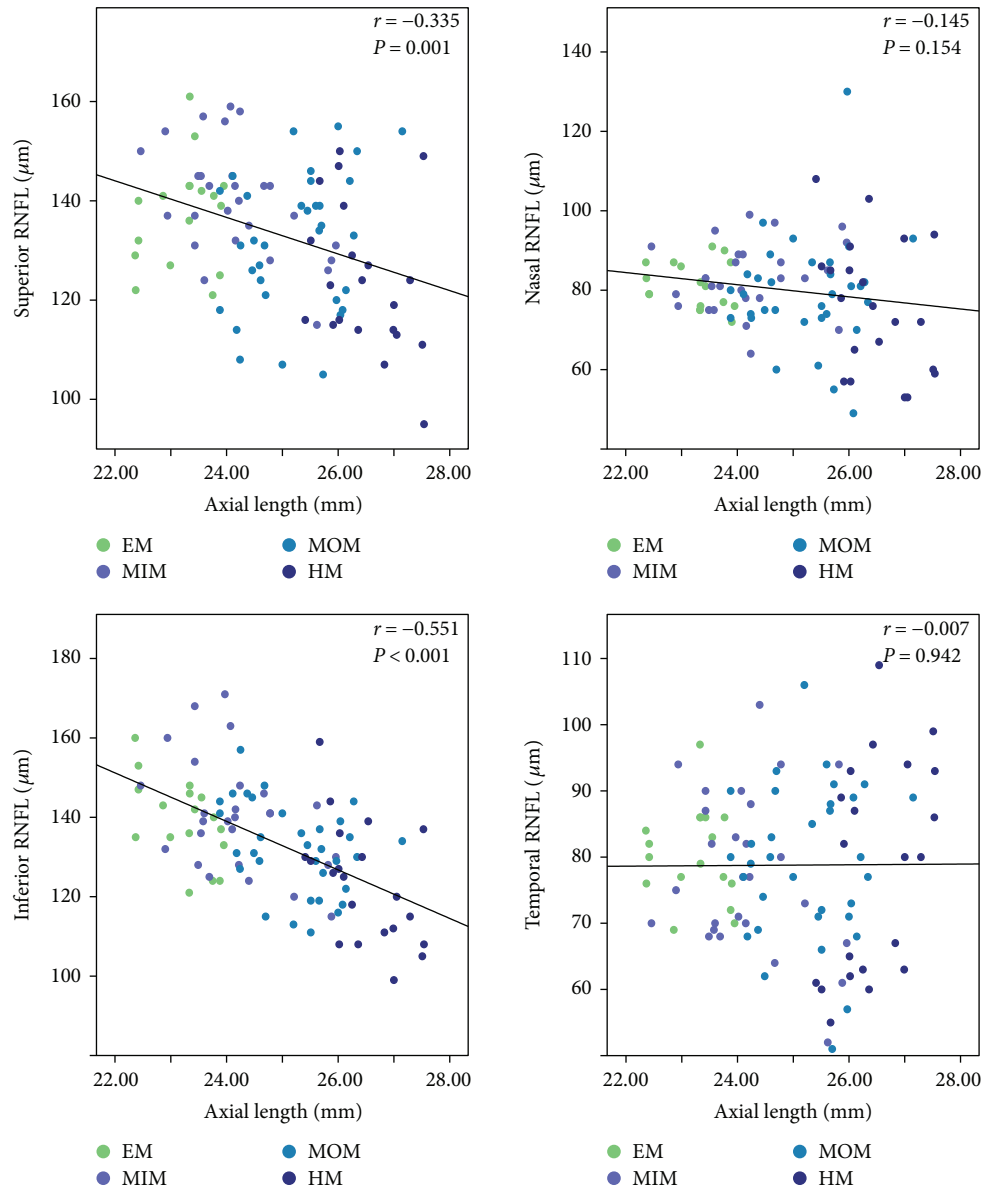 r = −0.335
P = 0.001
160
140
120
100
Superior RNFL (μm)
22.00 24.00 26.00 28.00
Axial length (mm)
EM MOM
MIM HM
r = −0.145
P = 0.154
140
120
100
80
60
Nasal RNFL (μm)
22.00 24.00 26.00 28.00
Axial length (mm)
EM MOM
MIM HM
r = −0.551
P < 0.001
180
160
140
120
100
Inferior RNFL (μm)
22.00 24.00 26.00 28.00
Axial length (mm)
EM MOM
MIM HM
r = −0.007
P = 0.942
110
100
90
80
70
60
Temporal RNFL (μm)
22.00 24.00 26.00 28.00
Axial length (mm)
EM MOM
MIM HM